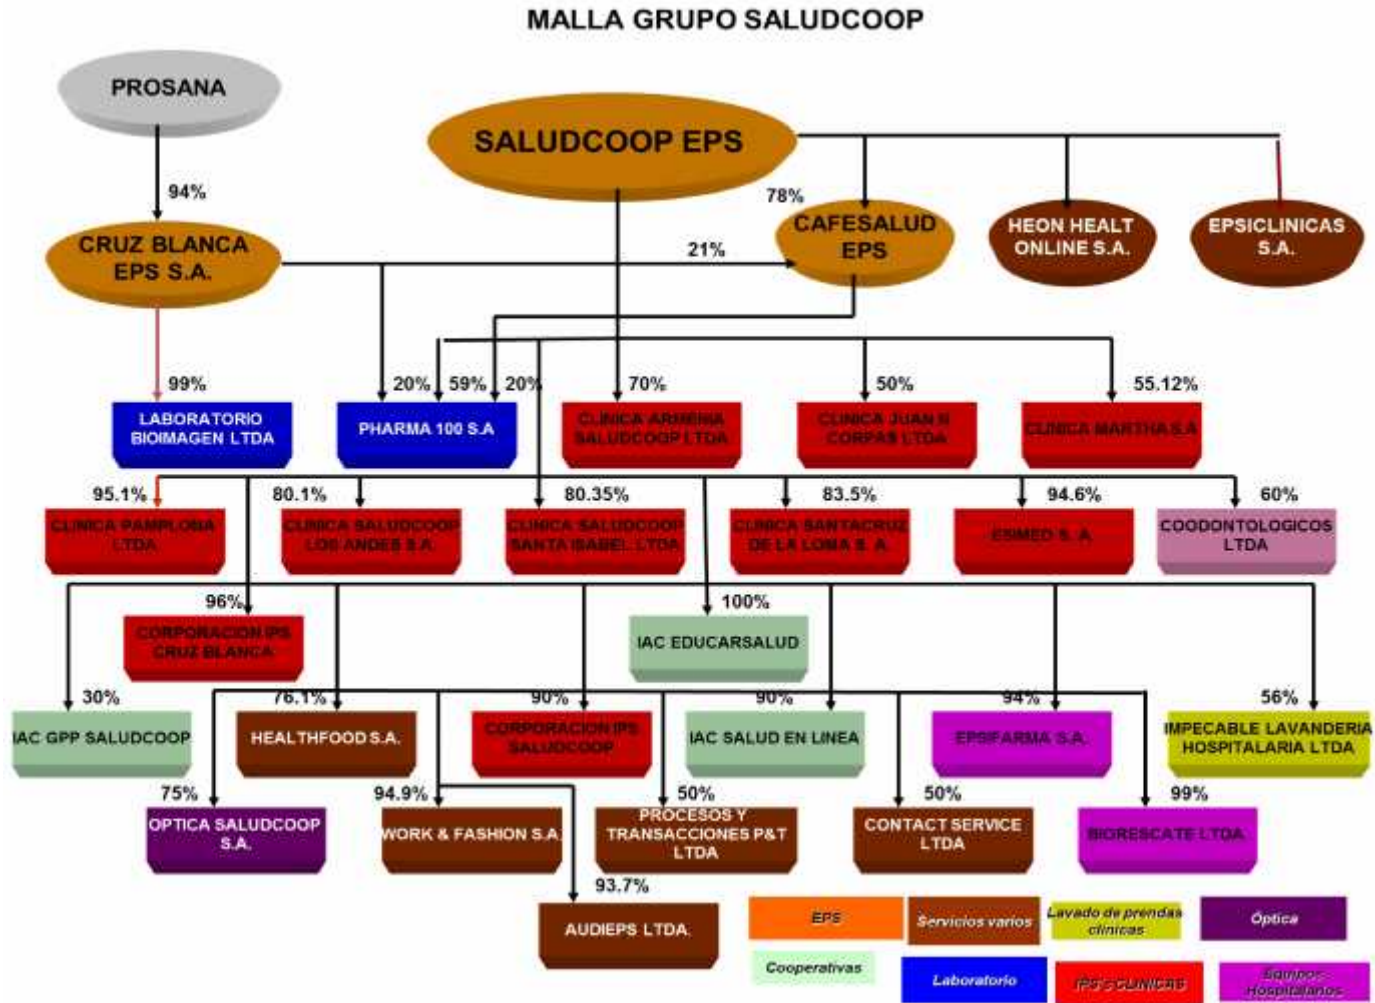 MALLA GRUPO SALUDCOOP
PROSANA
SALUDCOOP EPS
94%
78%
CRUZ BLANCA
EPS S.A.
21%
CAFESALUD
EPS
HEON HEALT
ONLINE S.A.
EPSICLINICAS
S.A.
99%
20%
59%
20%
70%
50%
55.12%
LABORATORIO
BIOIMAGEN LTDA
PHARMA 100 S.A
CLINICA ARMENIA
SALUDCOOP LTDA
CLINICA JUAN N
CORPAS LTDA
CLINICA MARTHA S.A
95.1%
80.1%
80.35%
83.5%
94.6%
60%
CLINICA PAMPLONA
LTDA
CLINICA SALUDCOOP
LOS ANDES S.A.
CLINICA SALUDCOOP
SANTA ISABEL LTDA
CLINICA SANTACRUZ
DE LA LOMA S. A.
ESIMED S. A.
COODONTOLOGICOS
LTDA
96%
100%
CORPORACION IPS
CRUZ BLANCA
IAC EDUCARSALUD
30%
76.1%
90%
90%
94%
56%
IAC GPP SALUDCOOP
HEALTHFOOD S.A.
CORPORACION IPS
SALUDCOOP
IAC SALUD EN LINEA
EPSIFARMA S.A.
IMPECABLE LAVANDERIA
HOSPITALARIA LTDA
75%
94.9%
50%
50%
99%
OPTICA SALUDCOOP
S.A.
WORK & FASHION S.A.
PROCESOS Y
TRANSACCIONES P&T
LTDA
CONTACT SERVICE
LTDA
BIORESCATE LTDA.
93.7%
AUDIEPS LTDA.
EPS
Servicios varios
Lavado de prendas
clinicas
Óptica
Cooperativas
Laboratorio
IPS's CLINICAS
Equipos
Hospitalarios